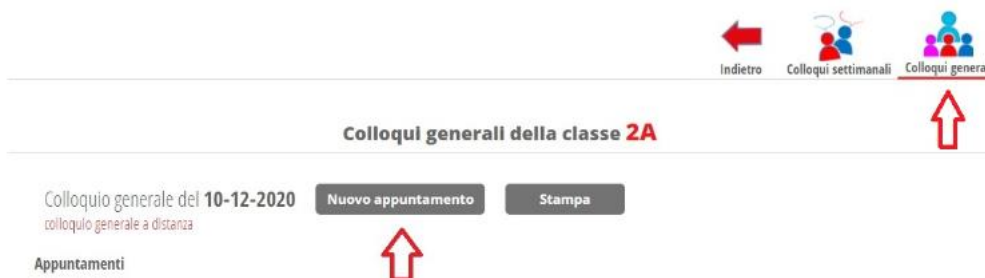 Indietro
Colloqui settimanali
Colloqui genera
Colloqui generali della classe 2A
Colloquio generale del 10-12-2020
Nuovo appuntamento
Stampa
colloquio generale a distanza
Appuntamenti